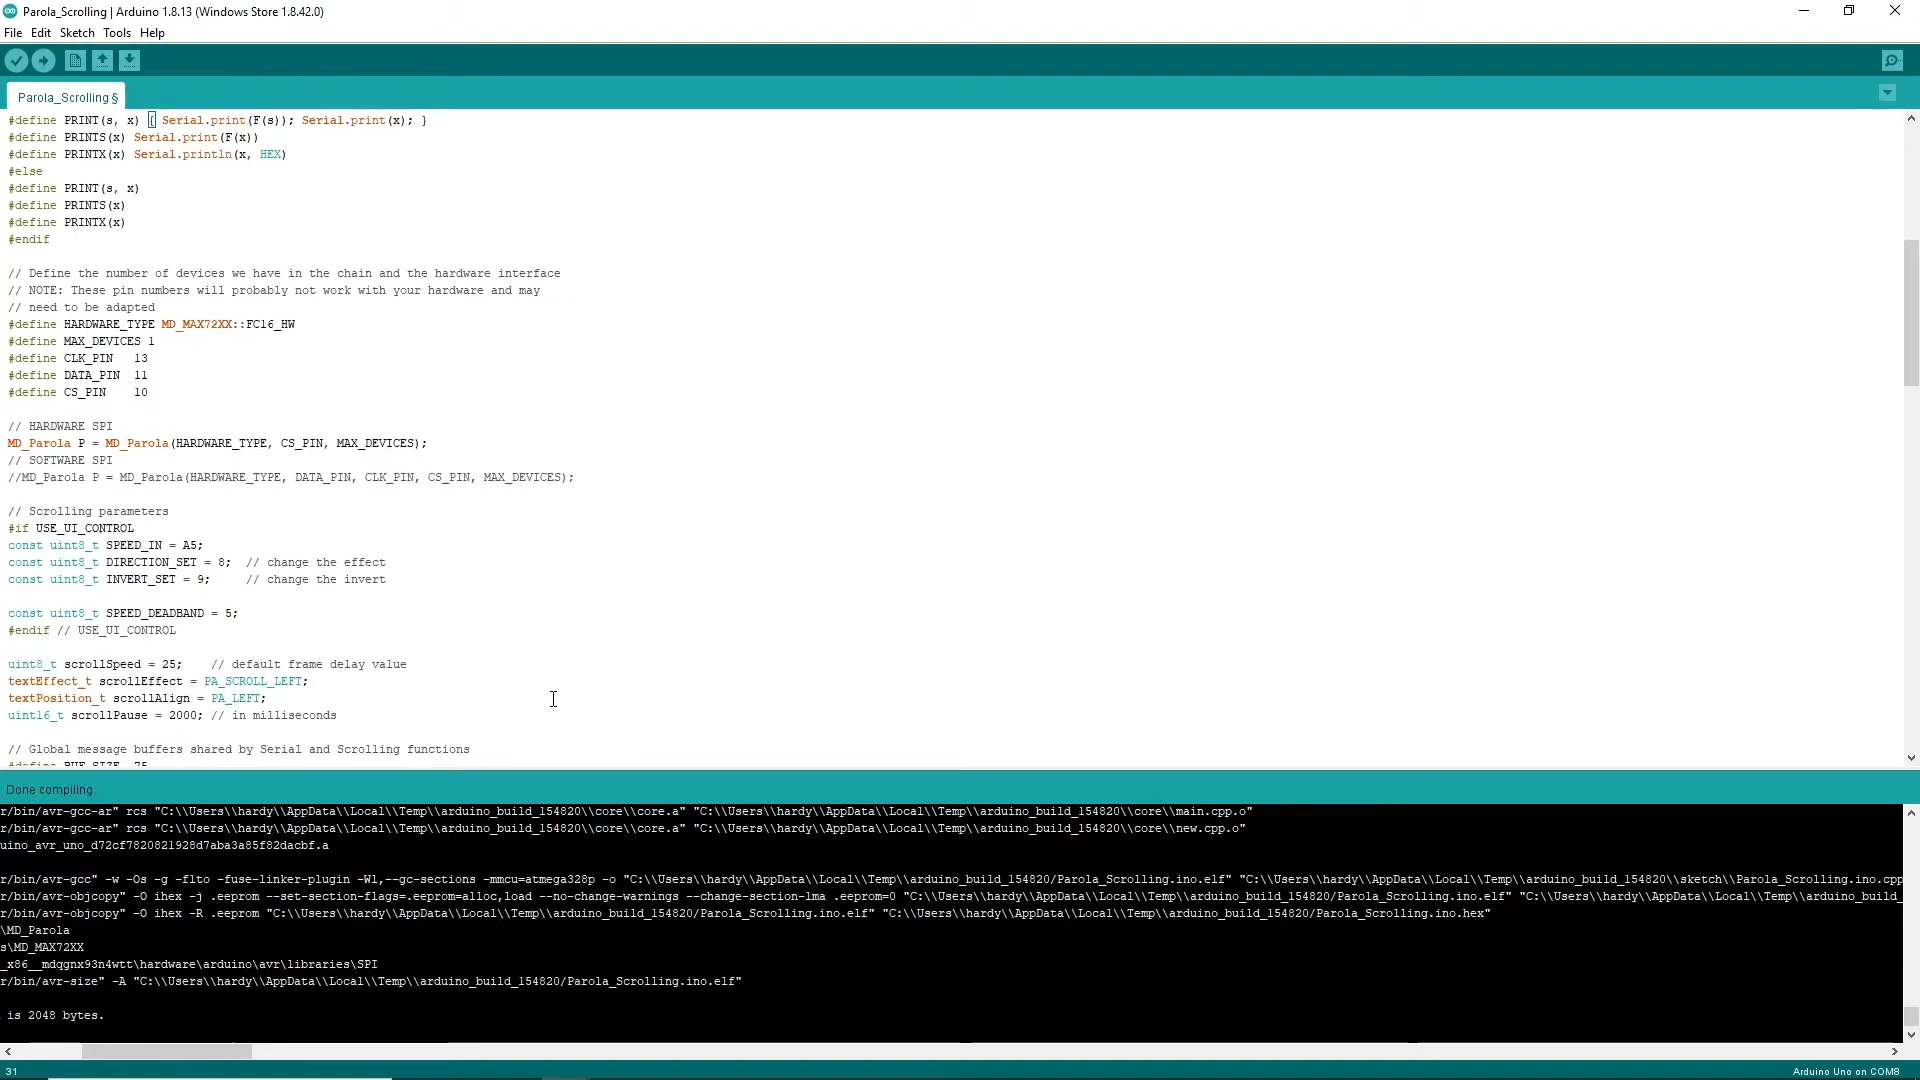 Parola_Scrolling | Arduino 1.8.13 (Windows Store 1.8.42.0)
File Edit Sketch Tools Help
Parola_Scrolling §
#define PRINT(s, x) { Serial.print(F(s)); Serial.print(x); }
#define PRINTS(x) Serial.print(F(x))
#define PRINTX(x) Serial.println(x, HEX)
#else
#define PRINT(s, x)
#define PRINTS(x)
#define PRINTX(x)
#endif
// Define the number of devices we have in the chain and the hardware interface
// NOTE: These pin numbers will probably not work with your hardware and may
// need to be adapted
#define HARDWARE_TYPE MD_MAX72XX::FC16_HW
#define MAX_DEVICES 1
#define CLK_PIN   13
#define DATA_PIN  11
#define CS_PIN    10
// HARDWARE SPI
MD_Parola P = MD_Parola(HARDWARE_TYPE, CS_PIN, MAX_DEVICES);
// SOFTWARE SPI
//MD_Parola P = MD_Parola(HARDWARE_TYPE, DATA_PIN, CLK_PIN, CS_PIN, MAX_DEVICES);
// Scrolling parameters
#if USE_UI_CONTROL
const uint8_t SPEED_IN = A5;
const uint8_t DIRECTION_SET = 8;  // change the effect
const uint8_t INVERT_SET = 9;     // change the invert
const uint8_t SPEED_DEADBAND = 5;
#endif // USE_UI_CONTROL
uint8_t scrollSpeed = 25;    // default frame delay value
textEffect_t scrollEffect = PA_SCROLL_LEFT;
textPosition_t scrollAlign = PA_LEFT;
uint16_t scrollPause = 2000; // in milliseconds
// Global message buffers shared by Serial and Scrolling functions
#define BUF_SIZE  75
Done compiling.
r/bin/avr-gcc-ar" rcs "C:\\Users\\hardy\\AppData\\Local\\Temp\\arduino_build_154820\\core\\core.a" "C:\\Users\\hardy\\AppData\\Local\\Temp\\arduino_build_154820\\core\\main.cpp.o"
r/bin/avr-gcc-ar" rcs "C:\\Users\\hardy\\AppData\\Local\\Temp\\arduino_build_154820\\core\\core.a" "C:\\Users\\hardy\\AppData\\Local\\Temp\\arduino_build_154820\\core\\new.cpp.o"
uino_avr_uno_d72cf7820821928d7aba3a85f82dacbf.a
r/bin/avr-gcc" -w -Os -g -flto -fuse-linker-plugin -Wl,--gc-sections -mmcu=atmega328p -o "C:\\Users\\hardy\\AppData\\Local\\Temp\\arduino_build_154820/Parola_Scrolling.ino.elf" "C:\\Users\\hardy\\AppData\\Local\\Temp\\arduino_build_154820\\sketch\\Parola_Scrolling.ino.cpp
r/bin/avr-objcopy" -O ihex -j .eeprom --set-section-flags=.eeprom=alloc,load --no-change-warnings --change-section-lma .eeprom=0 "C:\\Users\\hardy\\AppData\\Local\\Temp\\arduino_build_154820/Parola_Scrolling.ino.elf" "C:\\Users\\hardy\\AppData\\Local\\Temp\\arduino_build_
r/bin/avr-objcopy" -O ihex -R .eeprom "C:\\Users\\hardy\\AppData\\Local\\Temp\\arduino_build_154820/Parola_Scrolling.ino.elf" "C:\\Users\\hardy\\AppData\\Local\\Temp\\arduino_build_154820/Parola_Scrolling.ino.hex"
\MD_Parola
s\MD_MAX72XX
_x86__mdqgnx93n4wtt\hardware\arduino\avr\libraries\SPI
r/bin/avr-size" -A "C:\\Users\\hardy\\AppData\\Local\\Temp\\arduino_build_154820/Parola_Scrolling.ino.elf"
is 2048 bytes.
31
Arduino Uno on COM8